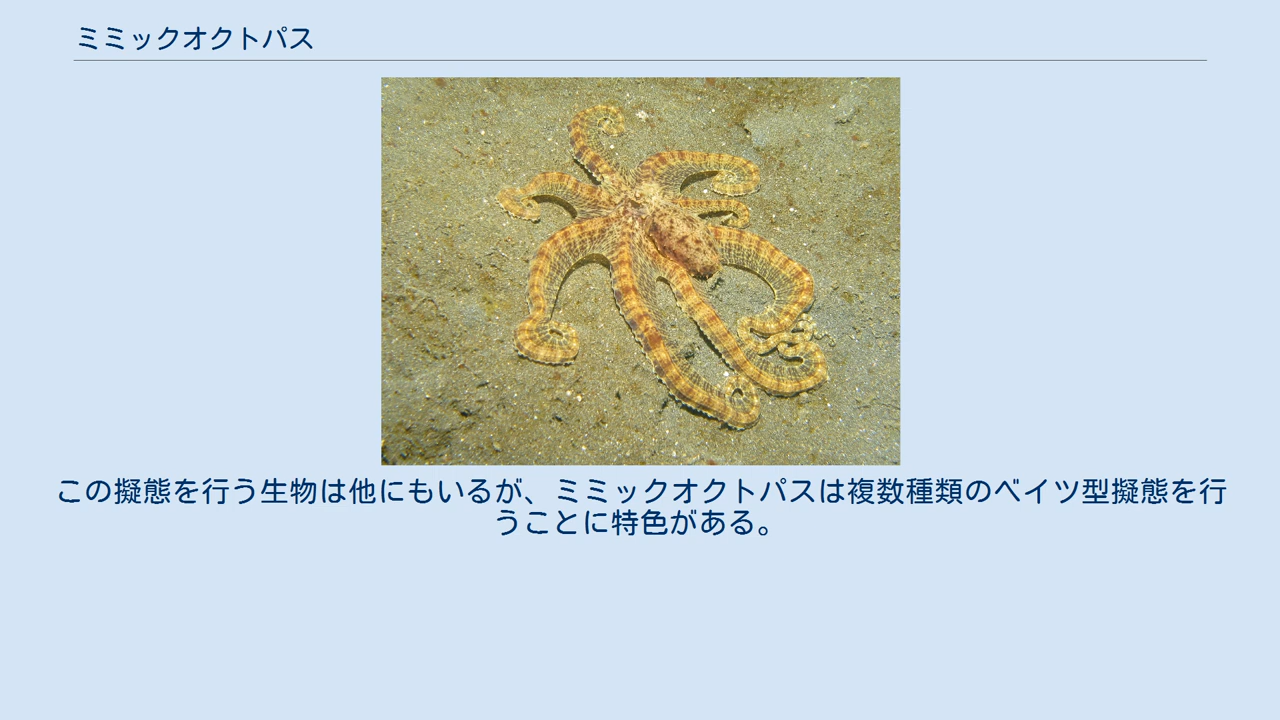 ミミックオクトパス
この擬態を行う生物は他にもいるが、ミミックオクトパスは複数種類のベイツ型擬態を行
うことに特色がある。